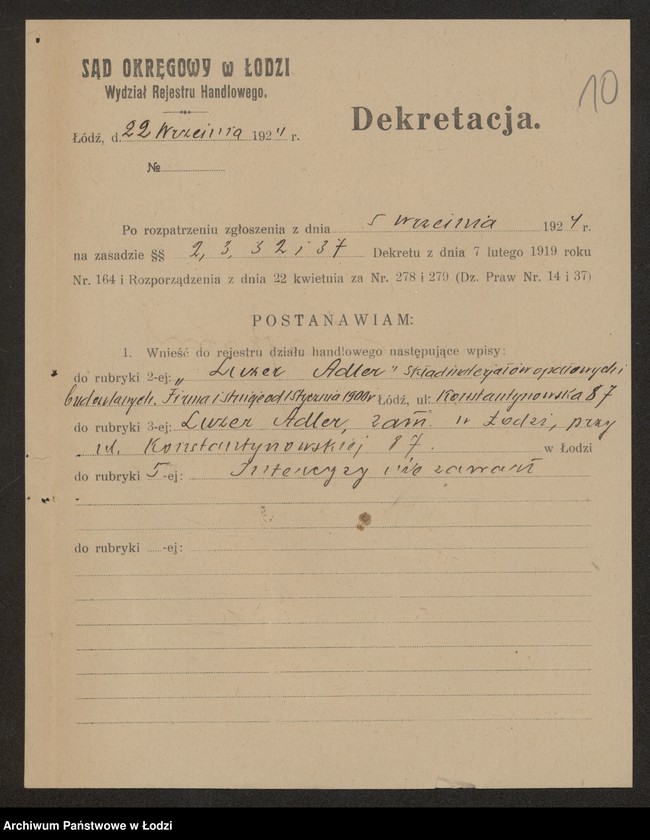 SĄD OKRĘGOWY w ŁODZI
Wydział Rejestru Handlowego.
10
Dekretacja.
Łódź, d. 22 Września 1924 r.
№
Po rozpatrzeniu zgłoszenia z dnia 5 września 1924 r.
na zasadzie §§ 2, 3, 32 i 37 Dekretu z dnia 7 lutego 1919 roku
Nr. 164 i Rozporządzenia z dnia 22 kwietnia za Nr. 278 i 279 (Dz. Praw Nr. 14 i 37)
POSTANAWIAM:
1. Wnieść do rejestru działu handlowego następujące wpisy:
do rubryki 2-ej: „Luzer Adler" Skład materjałów opałowych i
budowlanych. Firma istnieje od 1 Stycznia 1900 r Łódź, ul. Konstantynowska 87
do rubryki 3-ej: Luzer Adler, zam. w Łodzi, przy
ul. Konstantynowskiej 87. w Łodzi
do rubryki 5-ej: Intercyzy nie zawarł
do rubryki -ej:
Archiwum Państwowe w Łodzi